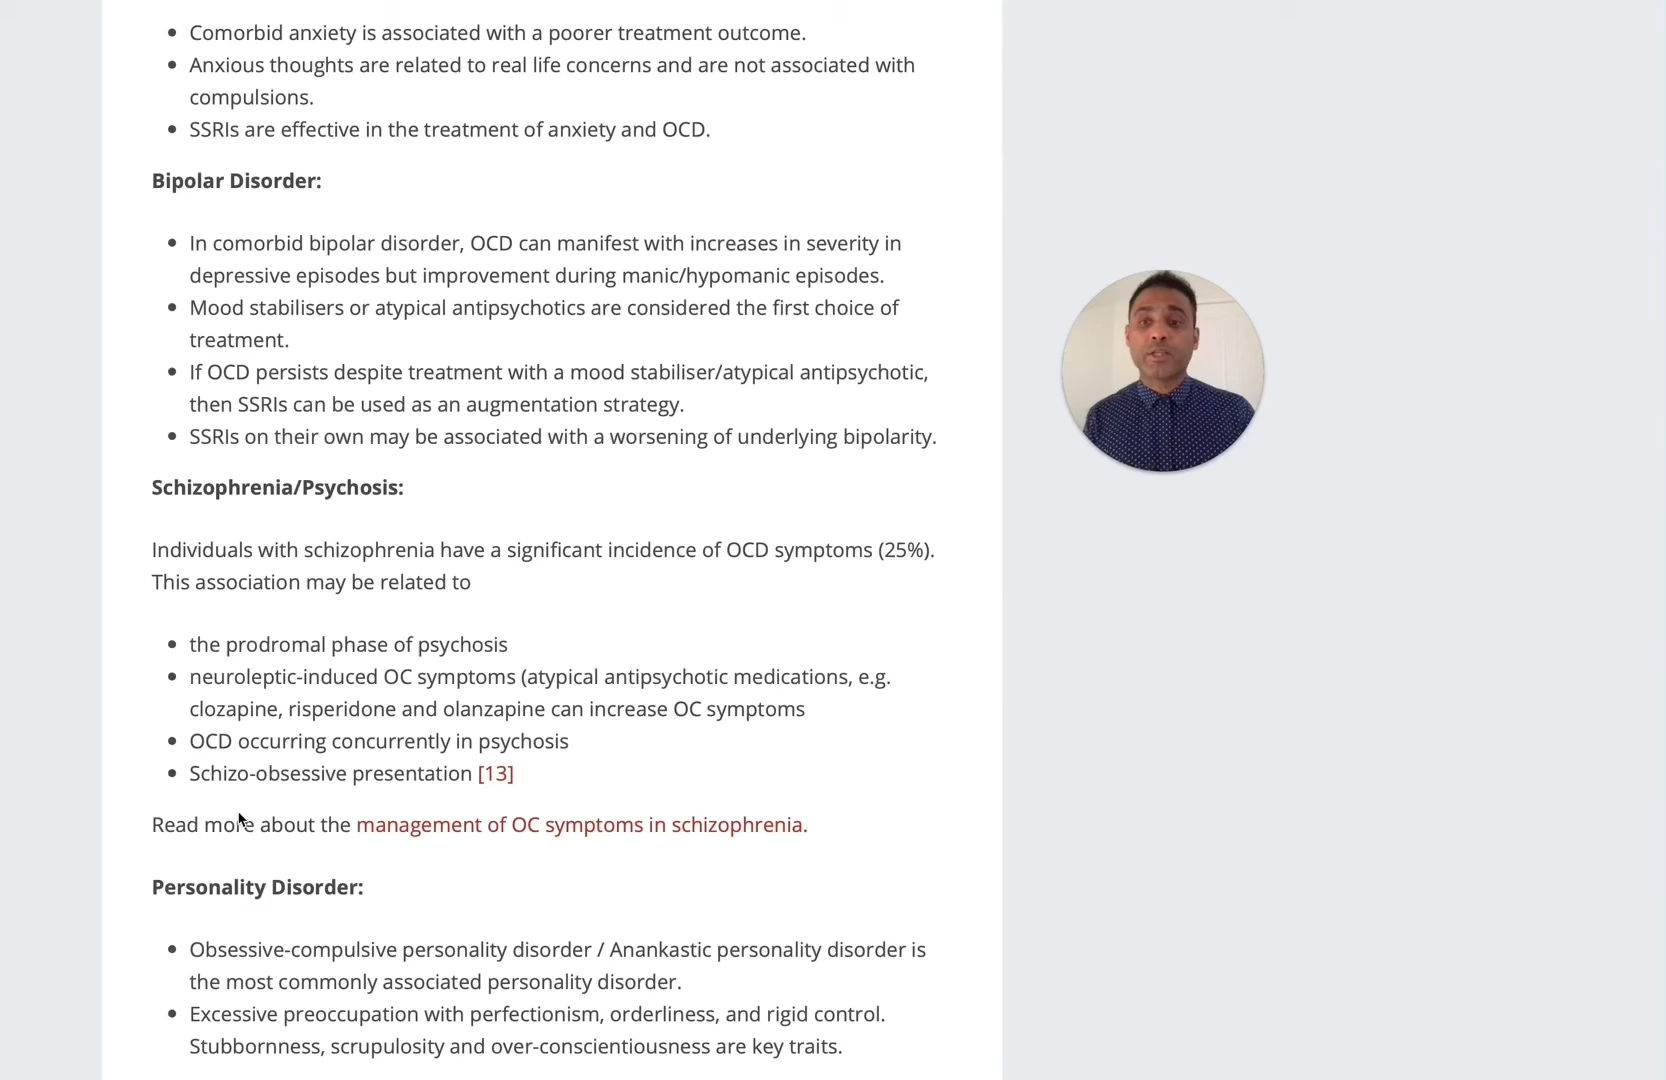 Comorbid anxiety is associated with a poorer treatment outcome.
Anxious thoughts are related to real life concerns and are not associated with
compulsions.
SSRIs are effective in the treatment of anxiety and OCD.
Bipolar Disorder:
In comorbid bipolar disorder, OCD can manifest with increases in severity in
depressive episodes but improvement during manic/hypomanic episodes.
Mood stabilisers or atypical antipsychotics are considered the first choice of
treatment.
If OCD persists despite treatment with a mood stabiliser/atypical antipsychotic,
then SSRIs can be used as an augmentation strategy.
SSRIs on their own may be associated with a worsening of underlying bipolarity.
Schizophrenia/Psychosis:
Individuals with schizophrenia have a significant incidence of OCD symptoms (25%).
This association may be related to
the prodromal phase of psychosis
neuroleptic-induced OC symptoms (atypical antipsychotic medications, e.g.
clozapine, risperidone and olanzapine can increase OC symptoms
OCD occurring concurrently in psychosis
Schizo-obsessive presentation [13]
Read more about the management of OC symptoms in schizophrenia.
Personality Disorder:
Obsessive-compulsive personality disorder / Anankastic personality disorder is
the most commonly associated personality disorder.
Excessive preoccupation with perfectionism, orderliness, and rigid control.
Stubbornness, scrupulosity and over-conscientiousness are key traits.